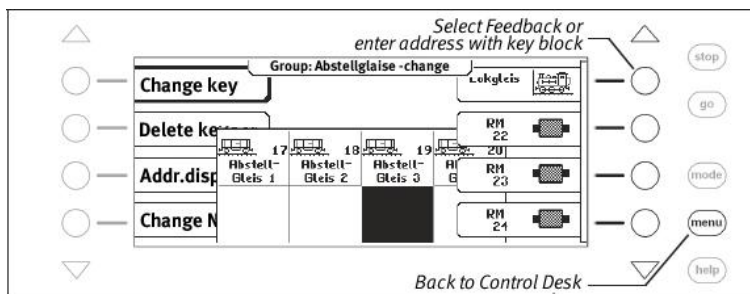 Select Feedback or
enter address with key block
Group: Abstellglaise -change
Change key
Lokgleis
stop
go
Delete
RM
22
17
18
19
20
Abstell-
Gleis 1
Abstell-
Gleis 2
Abstell-
Gleis 3
Addr.disp
RM
23
mode
Change N
RM
24
menu
Back to Control Desk
help